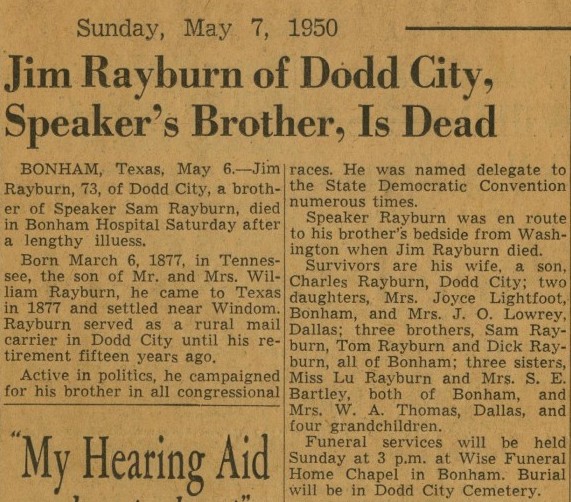 Sunday, May 7, 1950
Jim Rayburn of Dodd City,
Speaker's Brother, Is Dead
BONHAM, Texas, May 6.—Jim
Rayburn, 73, of Dodd City, a broth-
er of Speaker Sam Rayburn, died
in Bonham Hospital Saturday after
a lengthy illuess.
Born March 6, 1877, in Tennes-
see, the son of Mr. and Mrs. Wil-
liam Rayburn, he came to Texas
in 1877 and settled near Windom.
Rayburn served as a rural mail
carrier in Dodd City until his re-
tirement fifteen years ago.
Active in politics, he campaigned
for his brother in all congressional
races. He was named delegate to
the State Democratic Convention
numerous times.
Speaker Rayburn was en route
to his brother's bedside from Wash-
ington when Jim Rayburn died.
Survivors are his wife, a son,
Charles Rayburn, Dodd City; two
daughters, Mrs. Joyce Lightfoot,
Bonham, and Mrs. J. O. Lowrey,
Dallas; three brothers, Sam Ray-
burn, Tom Rayburn and Dick Ray-
burn, all of Bonham; three sisters,
Miss Lu Rayburn and Mrs. S. E.
Bartley, both of Bonham, and
Mrs. W. A. Thomas, Dallas, and
four grandchildren.
Funeral services will be held
Sunday at 3 p.m. at Wise Funeral
Home Chapel in Bonham. Burial
will be in Dodd City Cemetery.
"My Hearing Aid